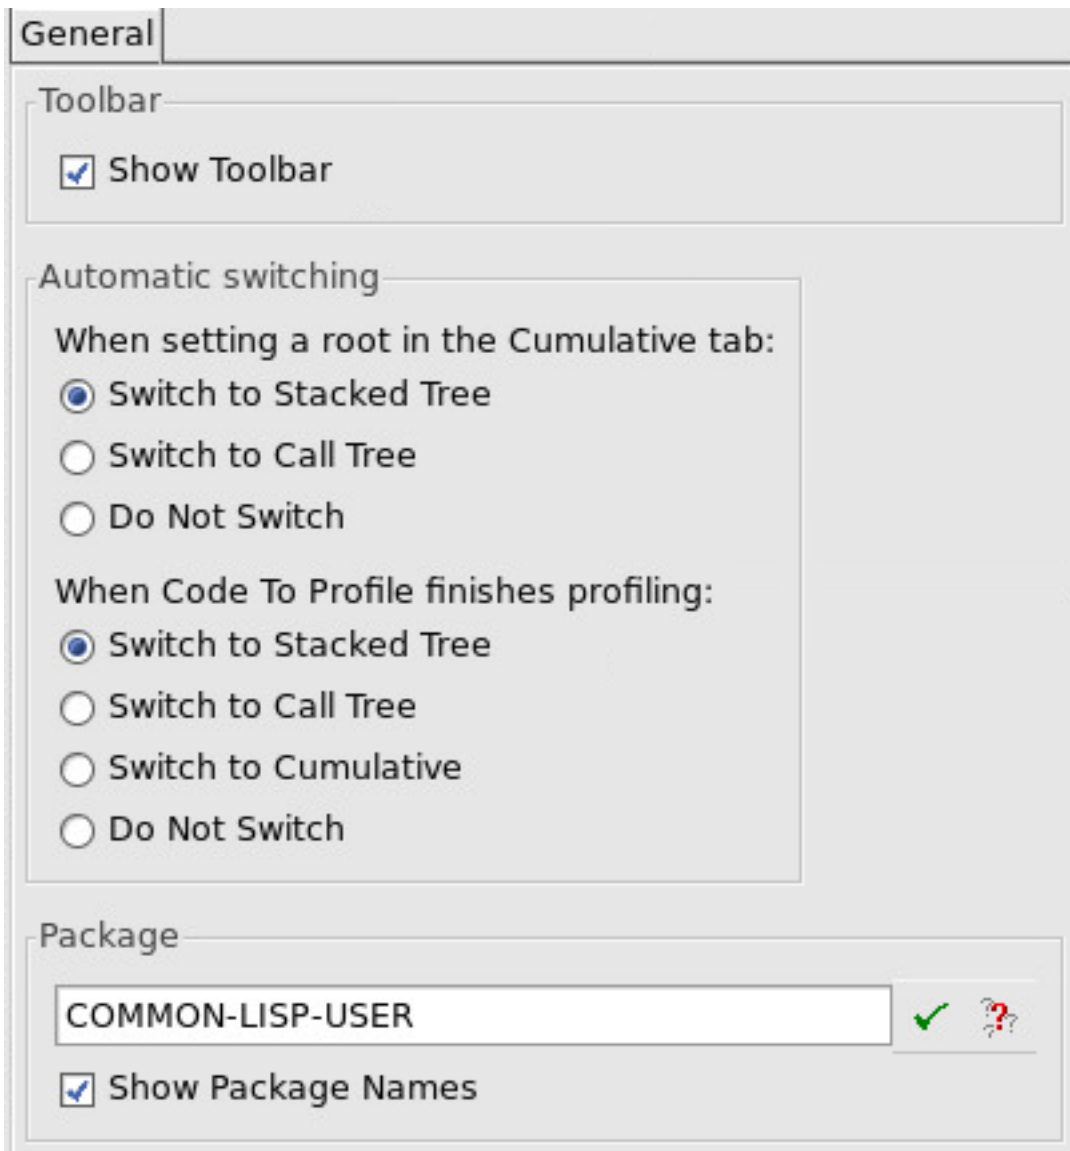 General
Toolbar
Show Toolbar
Automatic switching
When setting a root in the Cumulative tab:
Switch to Stacked Tree
Switch to Call Tree
Do Not Switch
When Code To Profile finishes profiling:
Switch to Stacked Tree
Switch to Call Tree
Switch to Cumulative
Do Not Switch
Package
COMMON-LISP-USER
Show Package Names